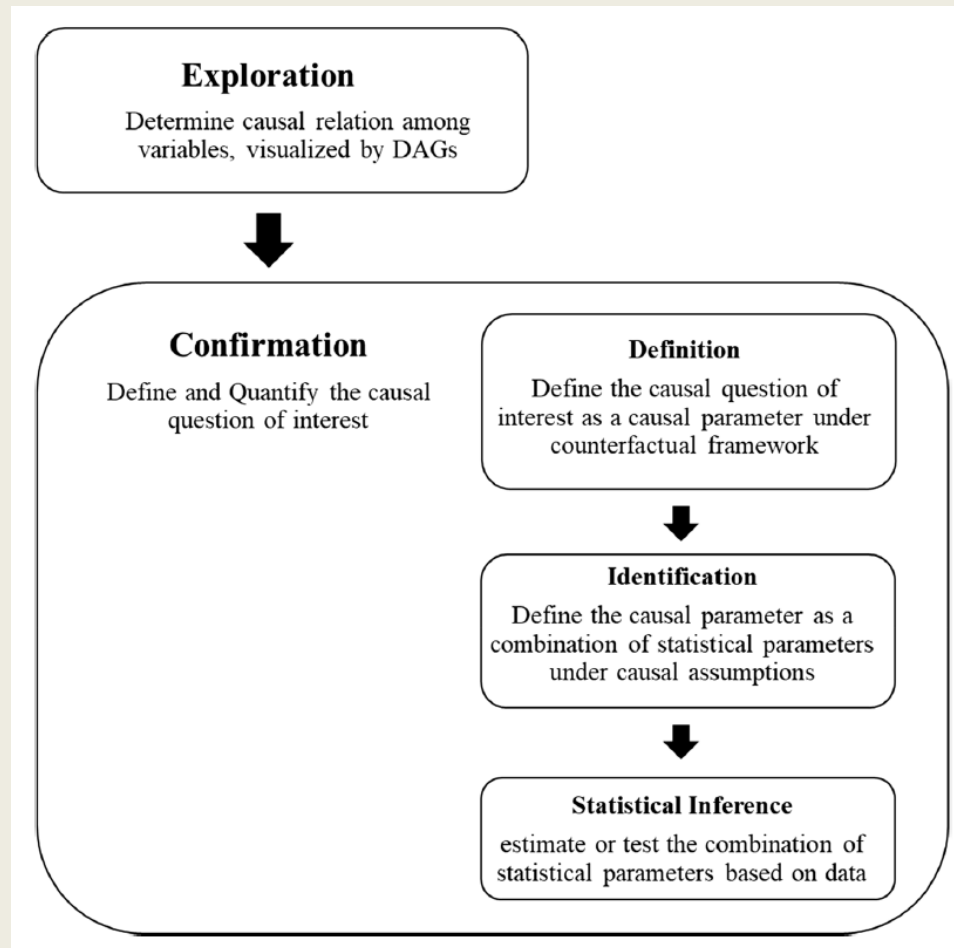 Exploration
Determine causal relation among
variables, visualized by DAGs
Confirmation
Define and Quantify the causal
question of interest
Definition
Define the causal question of
interest as a causal parameter under
counterfactual framework
Identification
Define the causal parameter as a
combination of statistical parameters
under causal assumptions
Statistical Inference
estimate or test the combination of
statistical parameters based on data